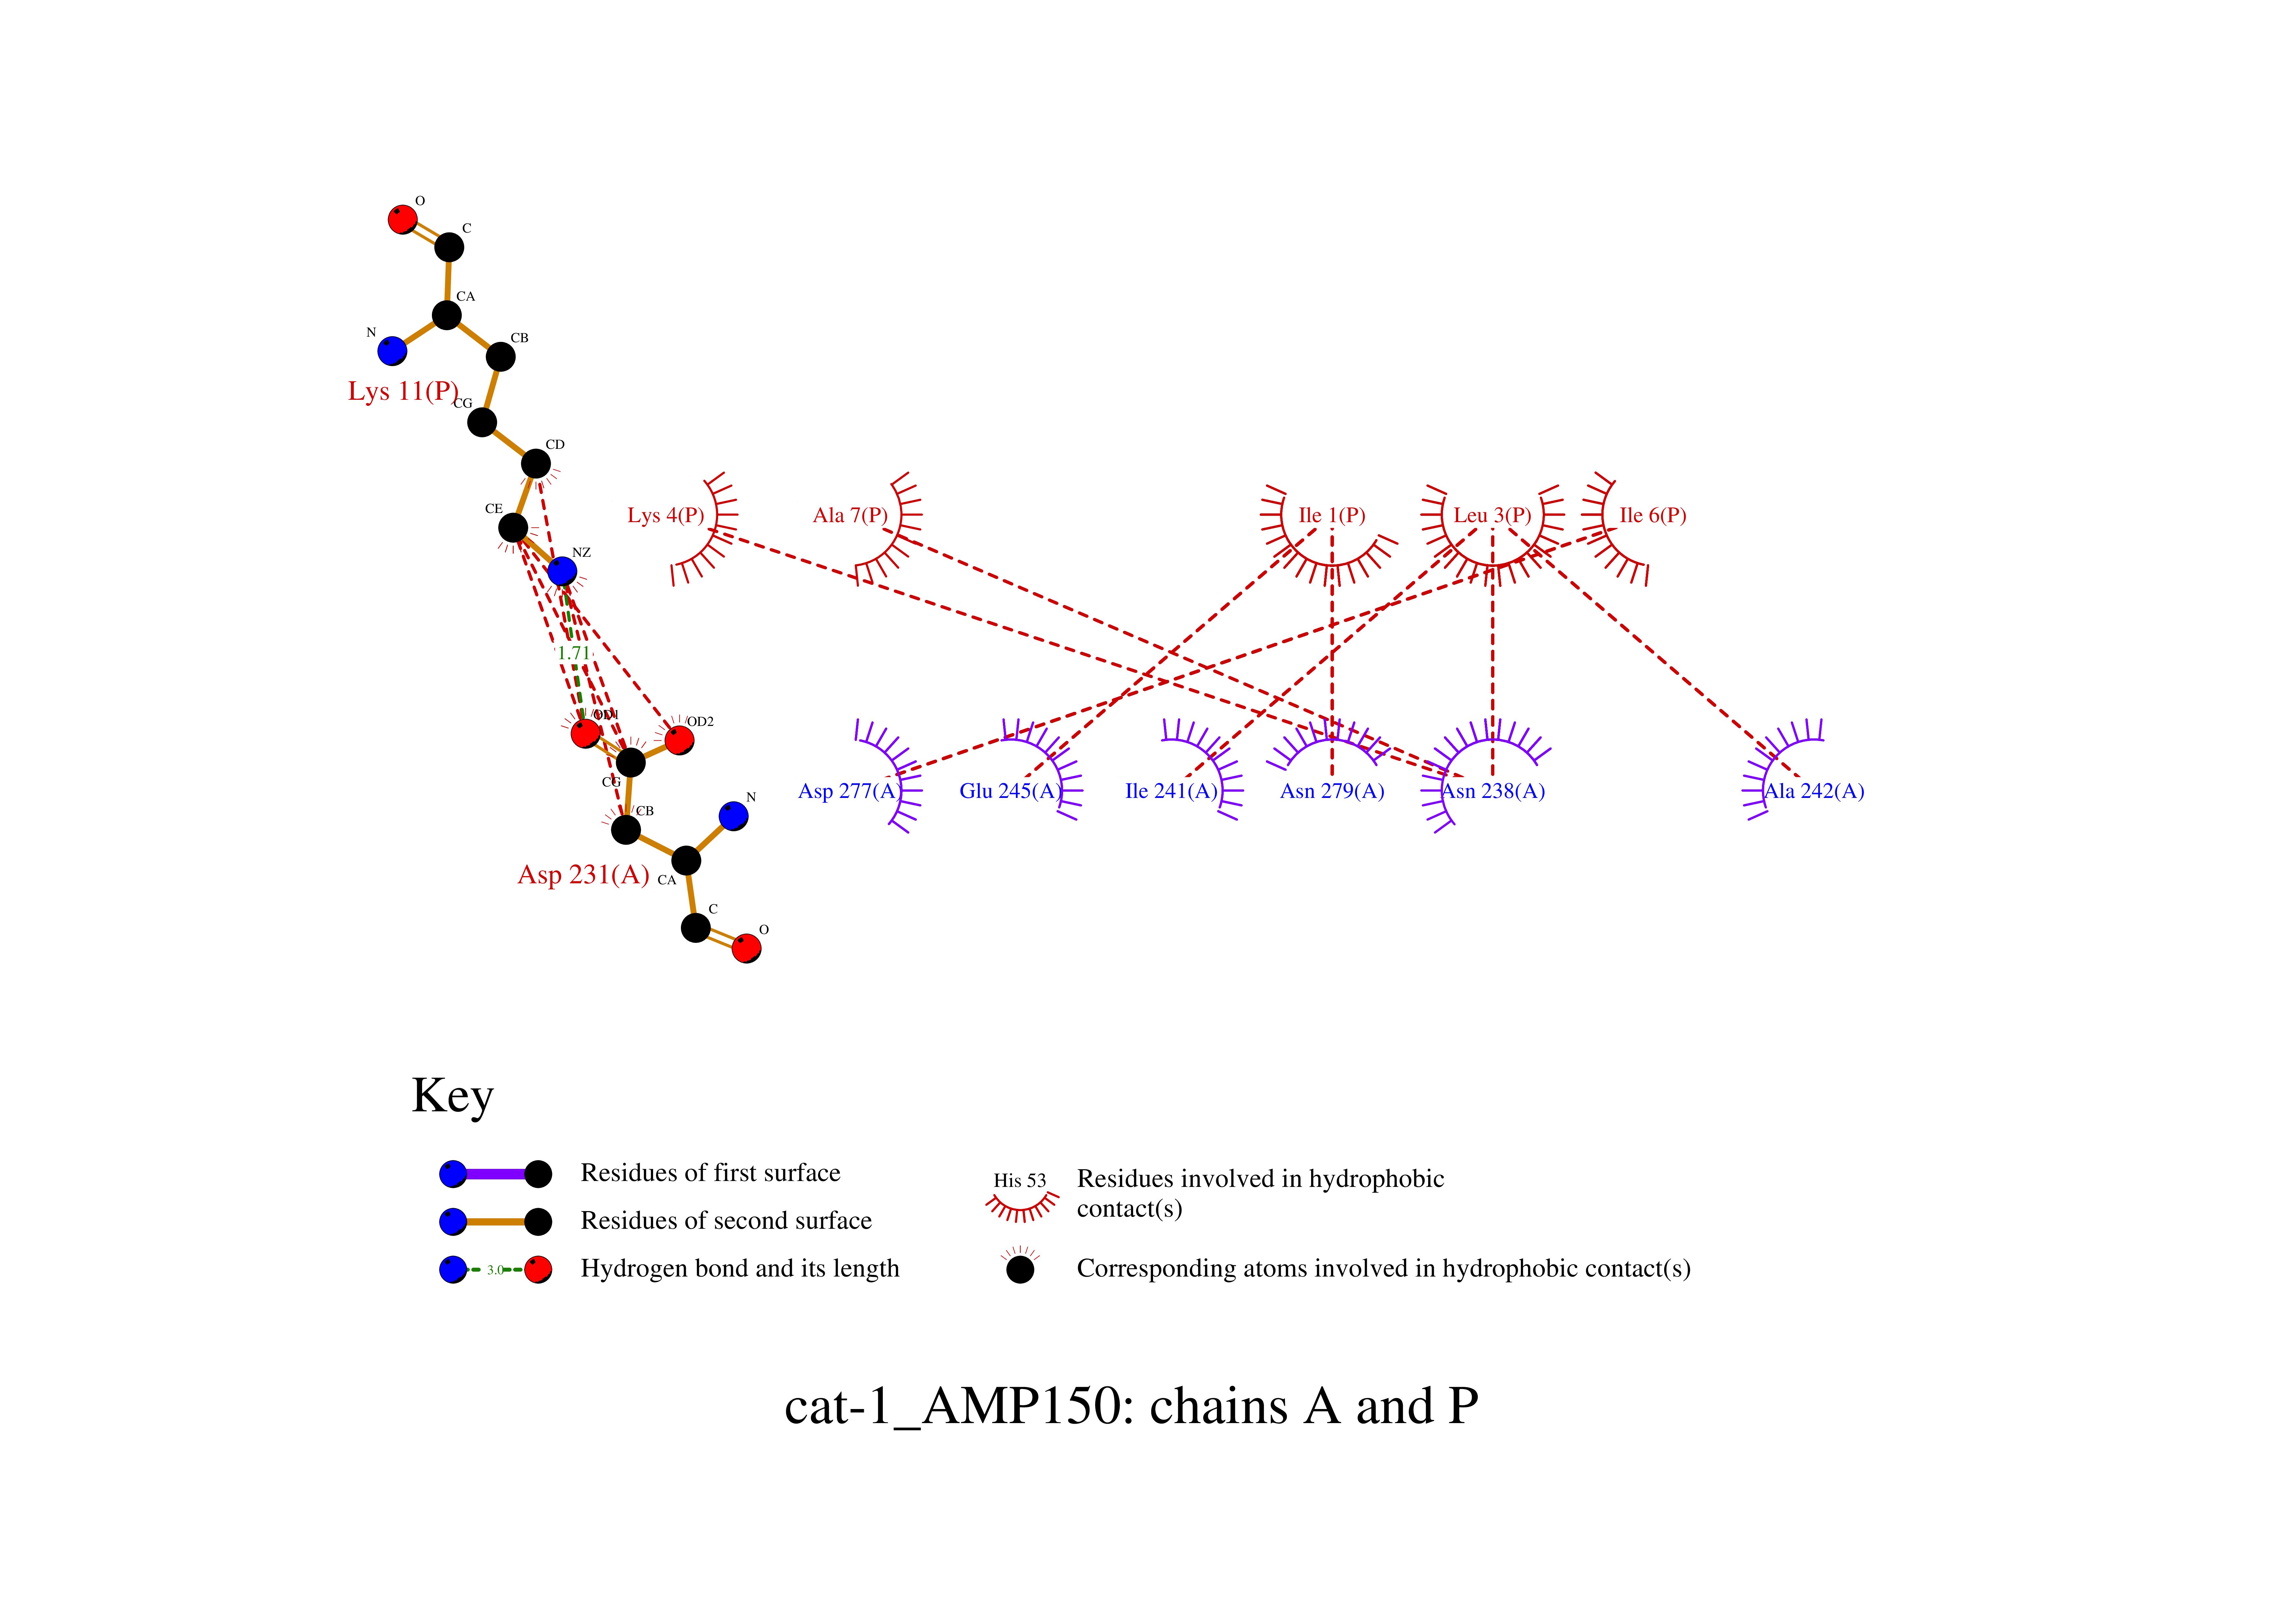 O
C
CA
N
CB
Lys 11(P)
CG
CD
CE
NZ
Lys 4(P)
Ala 7(P)
Ile 1(P)
Leu 3(P)
Ile 6(P)
1.71
OD1
OD2
CG
Asp 277(A)
Glu 245(A)
Ile 241(A)
Asn 279(A)
Asn 238(A)
Ala 242(A)
N
CB
Asp 231(A)
CA
C
O
Key
Residues of first surface
Residues of second surface
3.0
Hydrogen bond and its length
His 53
Residues involved in hydrophobic
contact(s)
Corresponding atoms involved in hydrophobic contact(s)
cat-1_AMP150: chains A and P